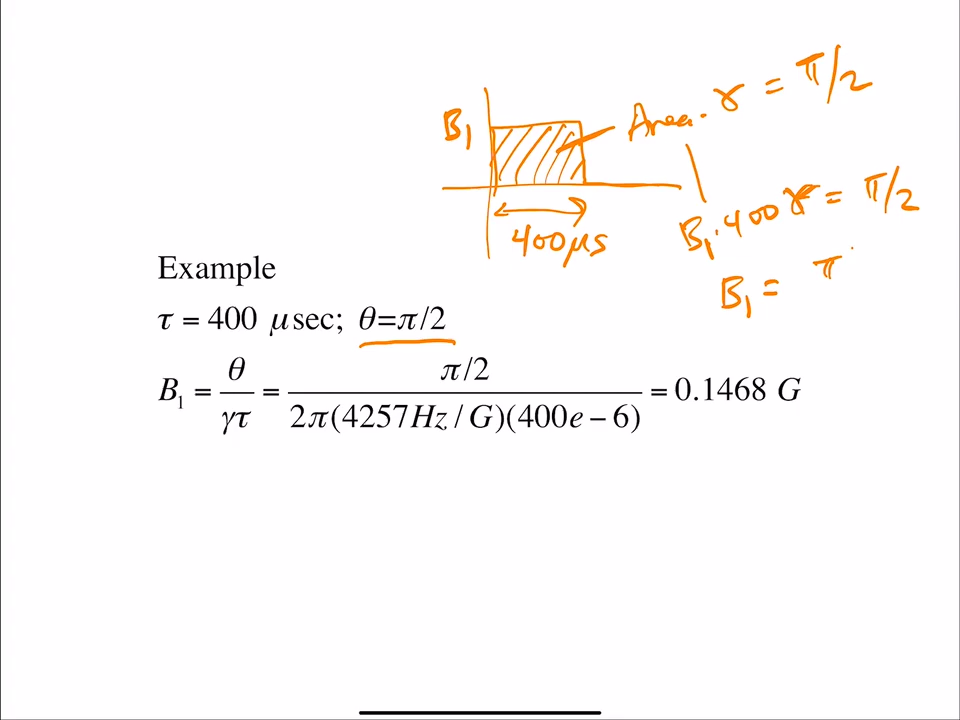 B₁ Area · γ = π/2
400μs B₁·400 γ = π/2
B₁ = π
Example
τ = 400 μsec; θ=π/2
B₁ = θ/γτ = π/2 / 2π(4257Hz / G)(400e − 6) = 0.1468 G